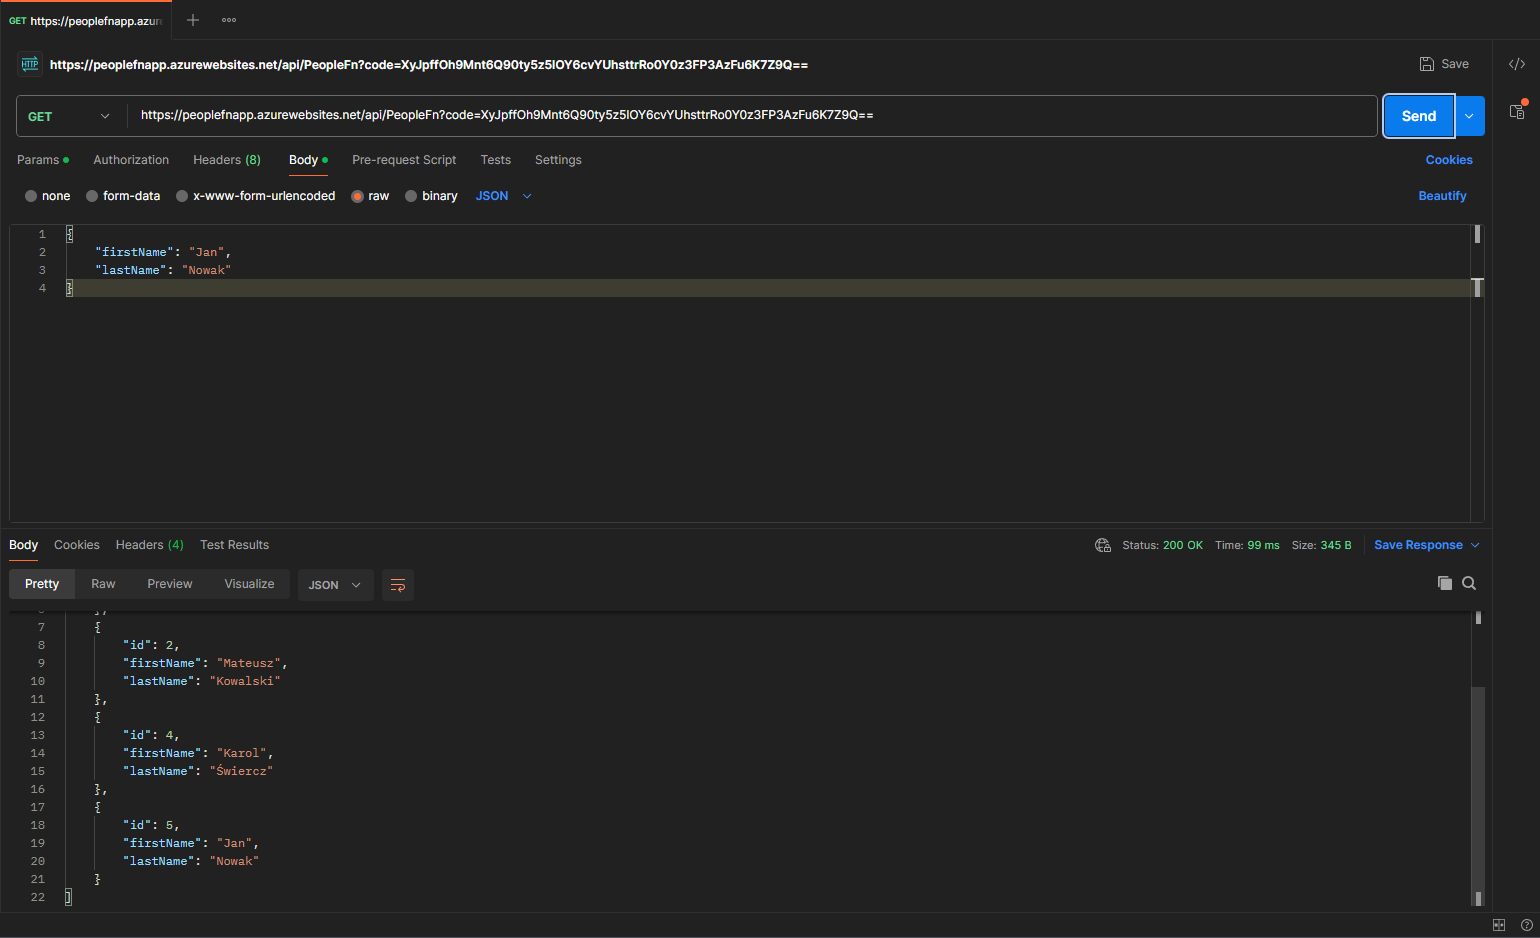 GET https://peoplefnapp.azur
HTTP https://peoplefnapp.azurewebsites.net/api/PeopleFn?code=XyJpffOh9Mnt6Q90ty5z5lOY6cvYUhsttrRo0Y0z3FP3AzFu6K7Z9Q== Save
GET https://peoplefnapp.azurewebsites.net/api/PeopleFn?code=XyJpffOh9Mnt6Q90ty5z5lOY6cvYUhsttrRo0Y0z3FP3AzFu6K7Z9Q== Send
Params Authorization Headers (8) Body Pre-request Script Tests Settings Cookies
none form-data x-www-form-urlencoded raw binary JSON Beautify
1 {
2 "firstName": "Jan",
3 "lastName": "Nowak"
4 }
Body Cookies Headers (4) Test Results Status: 200 OK Time: 99 ms Size: 345 B Save Response
Pretty Raw Preview Visualize JSON
6 },
7 {
8 "id": 2,
9 "firstName": "Mateusz",
10 "lastName": "Kowalski"
11 },
12 {
13 "id": 4,
14 "firstName": "Karol",
15 "lastName": "Świercz"
16 },
17 {
18 "id": 5,
19 "firstName": "Jan",
20 "lastName": "Nowak"
21 }
22 ]